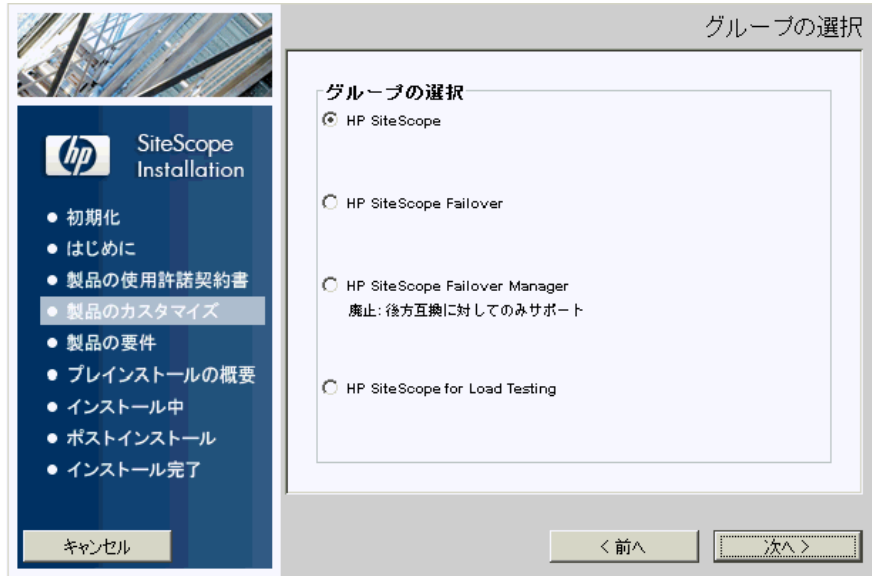 グループの選択
hp
SiteScope
Installation
● 初期化
● はじめに
● 製品の使用許諾契約書
● 製品のカスタマイズ
● 製品の要件
● プレインストールの概要
● インストール中
● ポストインストール
● インストール完了
グループの選択
HP SiteScope
HP SiteScope Failover
HP SiteScope Failover Manager
廃止: 後方互換に対してのみサポート
HP SiteScope for Load Testing
キャンセル
< 前へ
次へ >